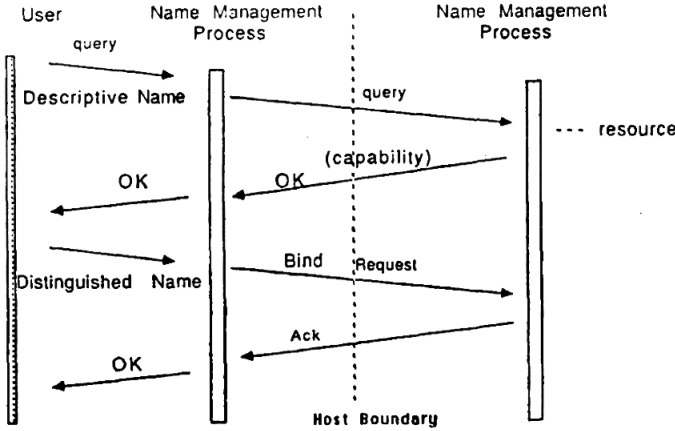 User
Name Management
Process
Name Management
Process
query
Descriptive Name
query
--- resource
(capability)
OK
OK
Distinguished Name
Bind Request
Ack
OK
Host Boundary